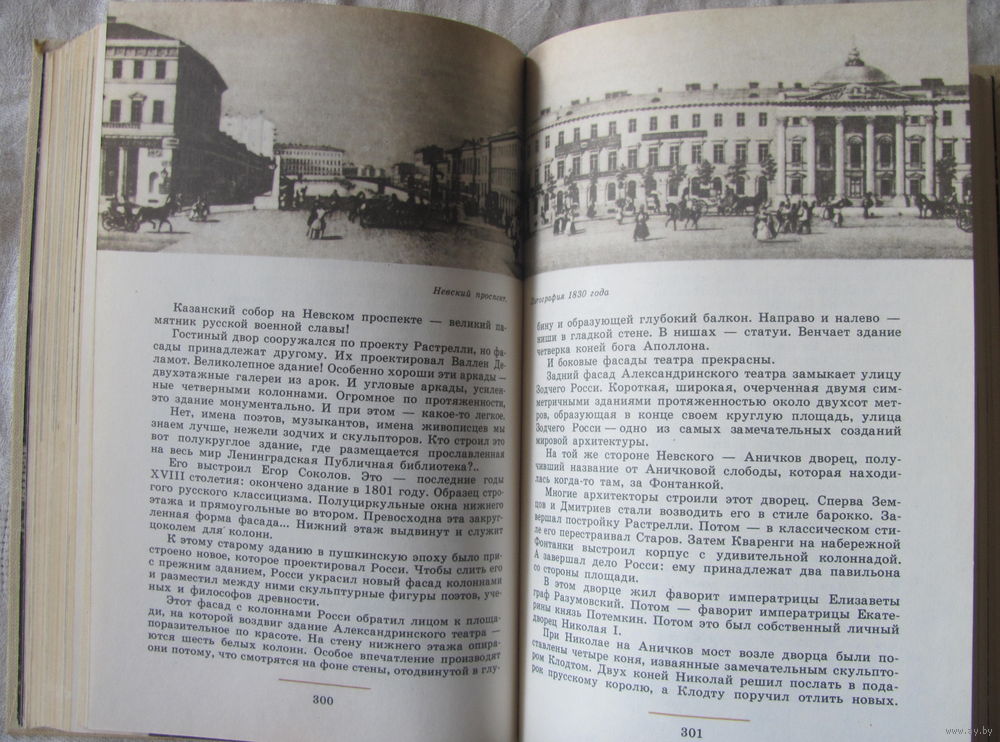 Невский проспект.
Казанский собор на Невском проспекте — великий па-
мятник русской военной славы!
Гостиный двор сооружался по проекту Растрелли, но фа-
сады принадлежат другому. Их проектировал Валлен Де-
ламот. Великолепное здание! Особенно хороши эти аркады —
двухэтажные галереи из арок. И угловые аркады, усилен-
ные четверными колоннами. Огромное по протяженности,
это здание монументально. И при этом — какое-то легкое.
Нет, имена поэтов, музыкантов, имена живописцев мы
знаем лучше, нежели зодчих и скульпторов. Кто строил это
вот полукруглое здание, где размещается прославленная
на весь мир Ленинградская Публичная библиотека?..
Его выстроил Егор Соколов. Это — последние годы
XVIII столетия: окончено здание в 1801 году. Образец стро-
гого русского классицизма. Полуциркульные окна нижнего
этажа и прямоугольные во втором. Превосходна эта закруг-
ленная форма фасада... Нижний этаж выдвинут и служит
цоколем для колонн.
К этому старому зданию в пушкинскую эпоху было при-
строено новое, которое проектировал Росси. Чтобы слить его
с прежним зданием, Росси украсил новый фасад колоннами
и разместил между ними скульптурные фигуры поэтов, уче-
ных и философов древности.
Этот фасад с колоннами Росси обратил лицом к площа-
ди, на которой воздвиг здание Александринского театра —
поразительное по красоте. На стену нижнего этажа опира-
ются шесть белых колонн. Особое впечатление производят
они потому, что смотрятся на фоне стены, отодвинутой в глу-
300
Литография 1830 года
бину и образующей глубокий балкон. Направо и налево —
ниши в гладкой стене. В нишах — статуи. Венчает здание
четверка коней бога Аполлона.
И боковые фасады театра прекрасны.
Задний фасад Александринского театра замыкает улицу
Зодчего Росси. Короткая, широкая, очерченная двумя сим-
метричными зданиями протяженностью около двухсот мет-
ров, образующая в конце своем круглую площадь, улица
Зодчего Росси — одно из самых замечательных созданий
мировой архитектуры.
На той же стороне Невского — Аничков дворец, полу-
чивший название от Аничковой слободы, которая находи-
лась когда-то там, за Фонтанкой.
Многие архитекторы строили этот дворец. Сперва Зем-
цов и Дмитриев стали возводить его в стиле барокко. За-
вершал постройку Растрелли. Потом — в классическом сти-
ле его перестраивал Старов. Затем Кваренги на набережной
Фонтанки выстроил корпус с удивительной колоннадой.
А завершал дело Росси: ему принадлежат два павильона
со стороны площади.
В этом дворце жил фаворит императрицы Елизаветы
граф Разумовский. Потом — фаворит императрицы Екате-
рины князь Потемкин. Потом это был собственный личный
дворец Николая I.
При Николае на Аничков мост возле дворца были по-
ставлены четыре коня, изваянные замечательным скульпто-
ром Клодтом. Двух коней Николай решил послать в пода-
рок прусскому королю, а Клодту поручил отлить новых.
301
www.ay.by